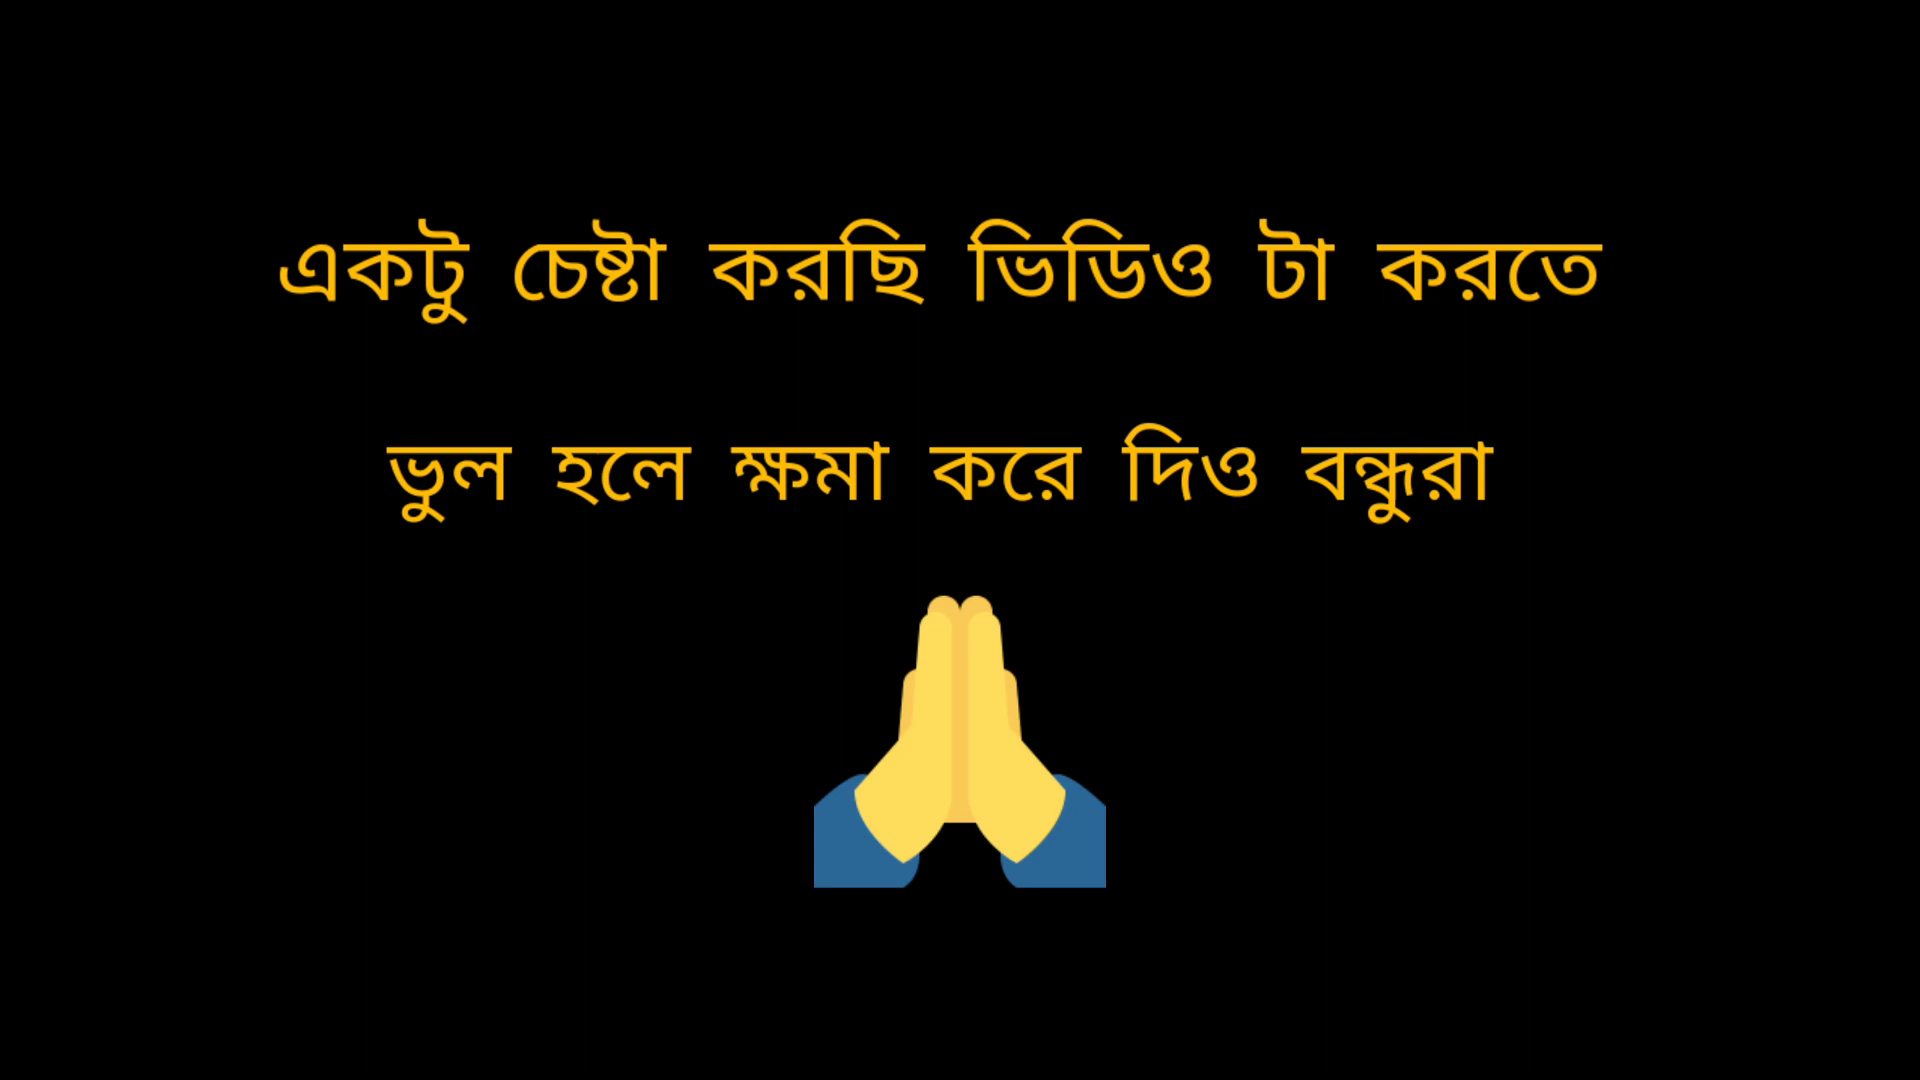 একটু চেষ্টা করছি ভিডিও টা করতে
ভুল হলে ক্ষমা করে দিও বন্ধুরা